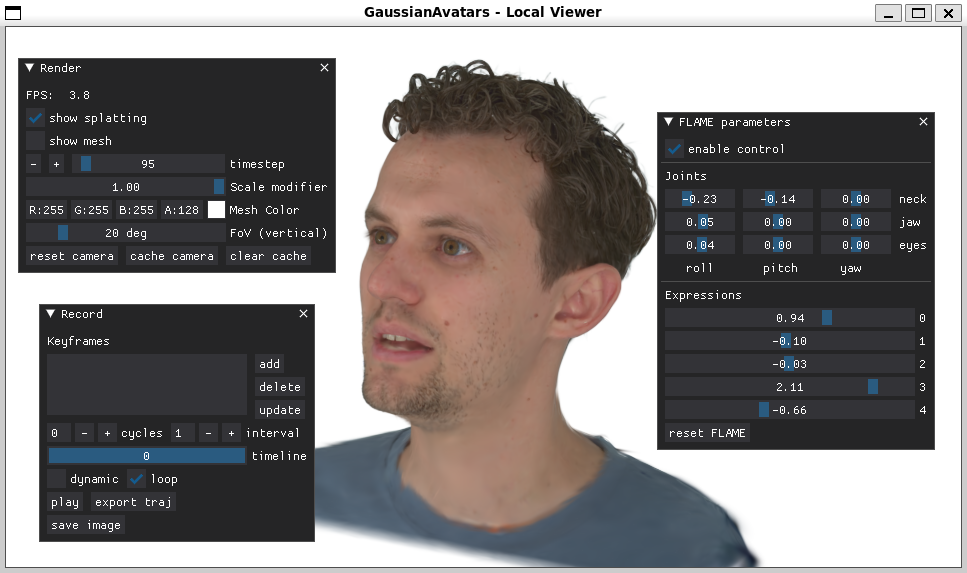 GaussianAvatars - Local Viewer
Render
FPS: 3.8
show splatting
show mesh
- + 95 timestep
1.00 Scale modifier
R:255 G:255 B:255 A:128 Mesh Color
20 deg FoV (vertical)
reset camera cache camera clear cache
Record
Keyframes
add
delete
update
0 - + cycles 1 - + interval
0 timeline
dynamic loop
play export traj
save image
FLAME parameters
enable control
Joints
-0.23 -0.14 0.00 neck
0.05 0.00 0.00 jaw
0.04 0.00 0.00 eyes
roll pitch yaw
Expressions
0.94 0
-0.10 1
-0.03 2
2.11 3
-0.66 4
reset FLAME